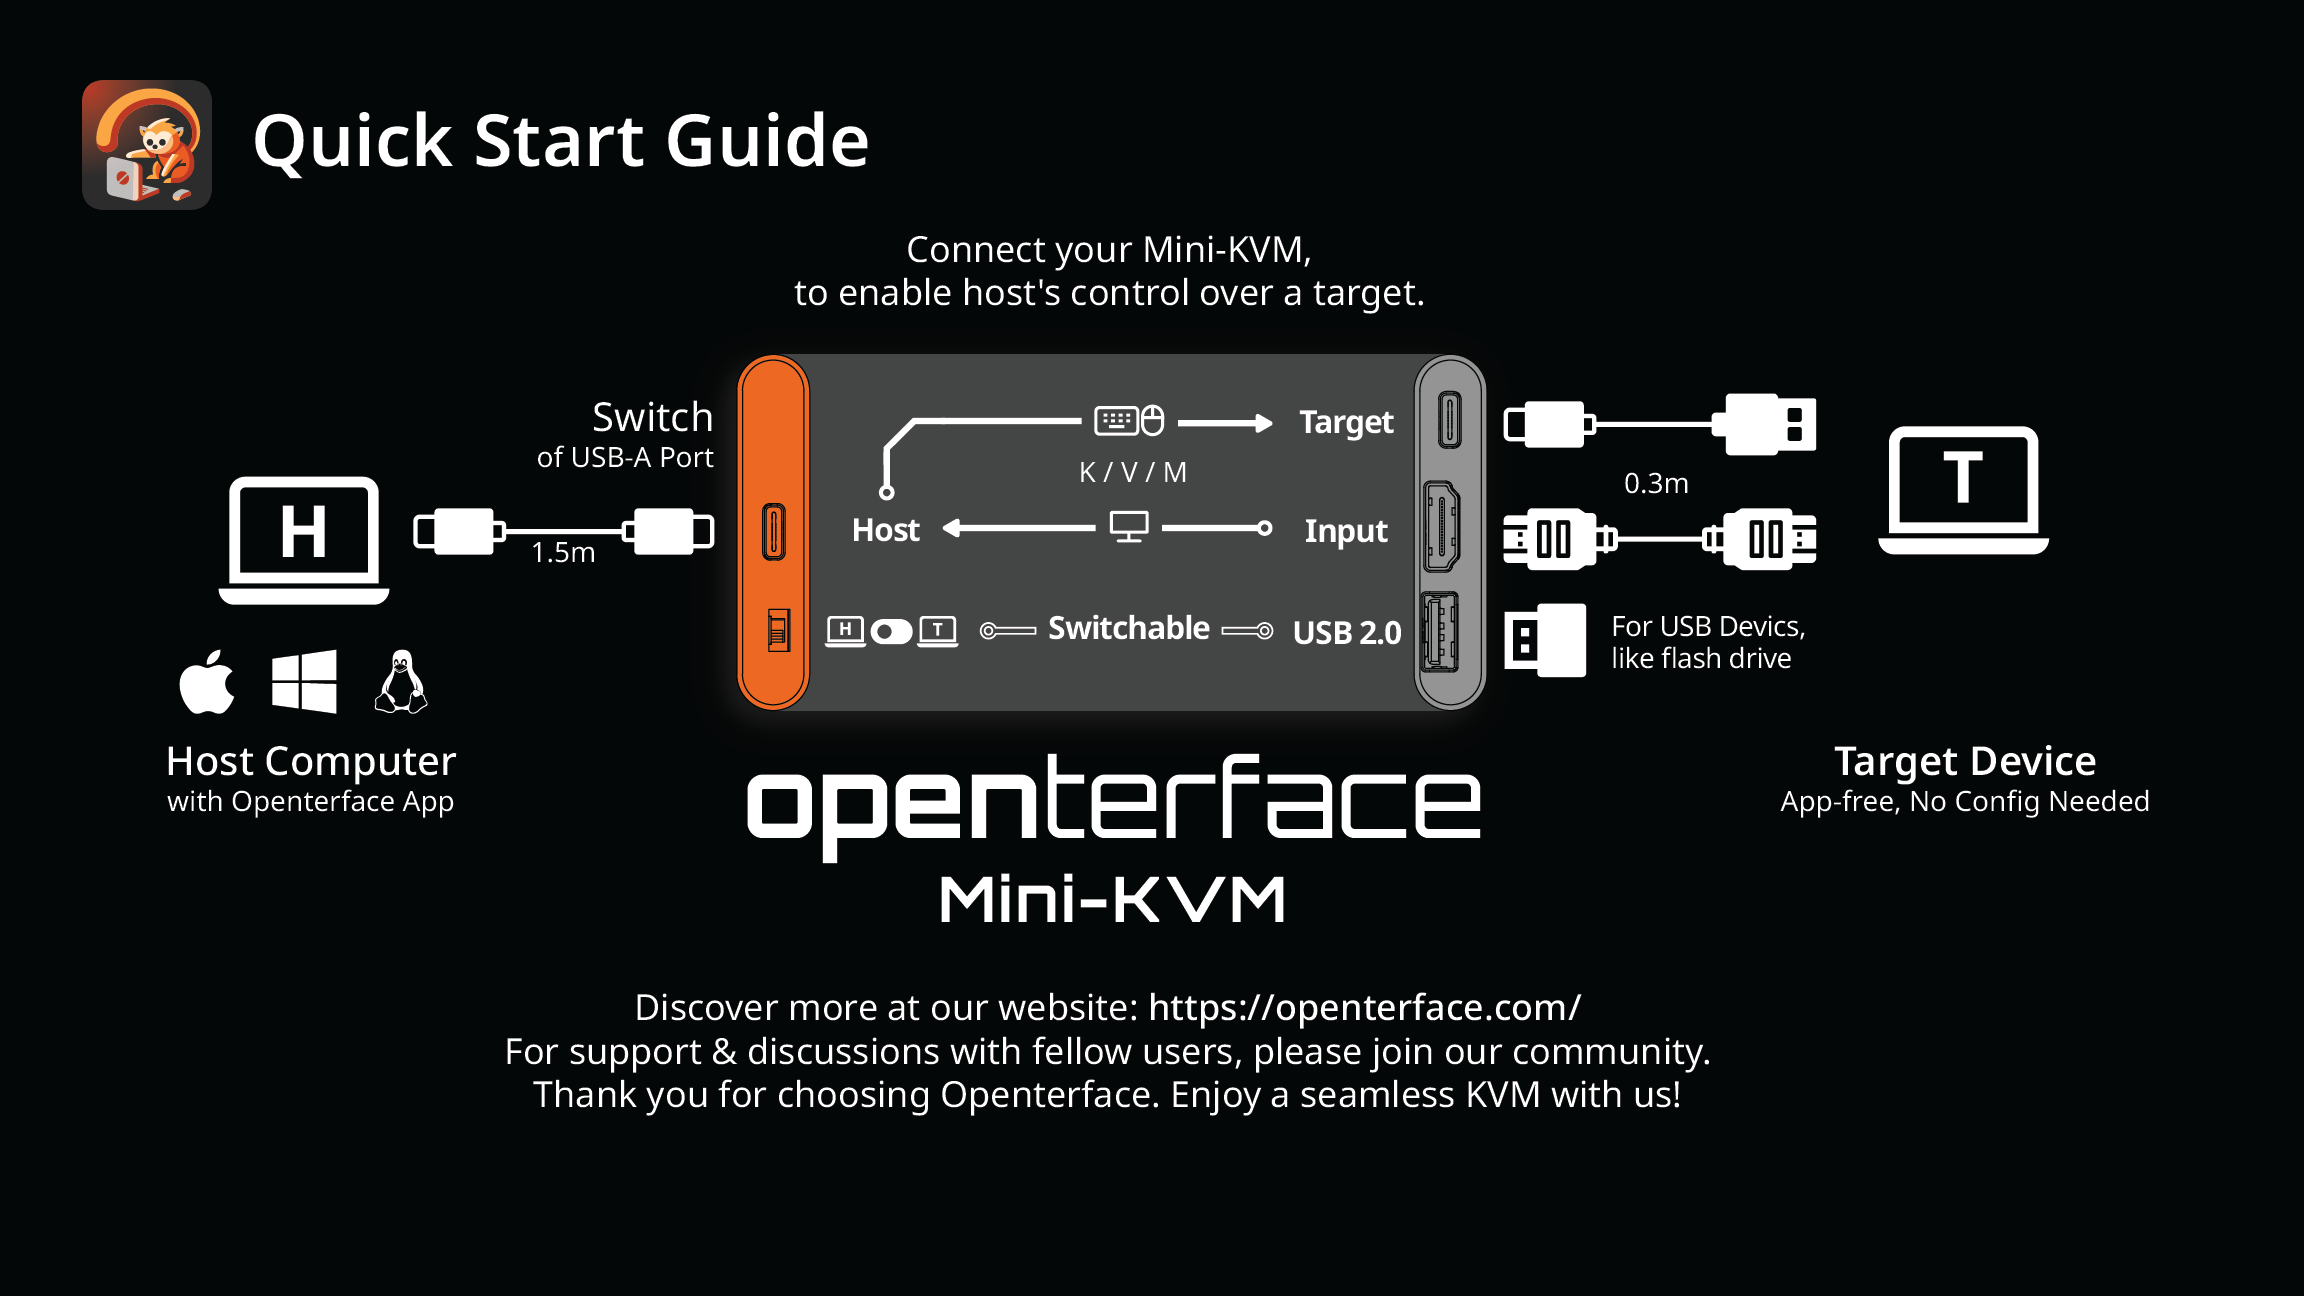 Quick Start Guide
Connect your Mini-KVM,
to enable host's control over a target.
Switch
of USB-A Port
H
1.5m
Target
K / V / M
Host
Input
H
T
Switchable
USB 2.0
0.3m
T
For USB Devics,
like flash drive
Host Computer
with Openterface App
Target Device
App-free, No Config Needed
openterface
Mini-KVM
Discover more at our website: https://openterface.com/
For support & discussions with fellow users, please join our community.
Thank you for choosing Openterface. Enjoy a seamless KVM with us!